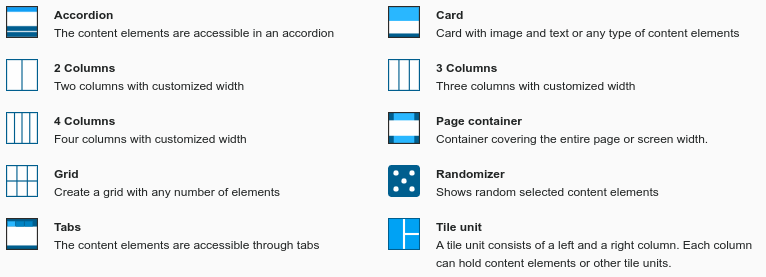 Accordion
The content elements are accessible in an accordion
Card
Card with image and text or any type of content elements
2 Columns
Two columns with customized width
3 Columns
Three columns with customized width
4 Columns
Four columns with customized width
Page container
Container covering the entire page or screen width.
Grid
Create a grid with any number of elements
Randomizer
Shows random selected content elements
Tabs
The content elements are accessible through tabs
Tile unit
A tile unit consists of a left and a right column. Each column
can hold content elements or other tile units.